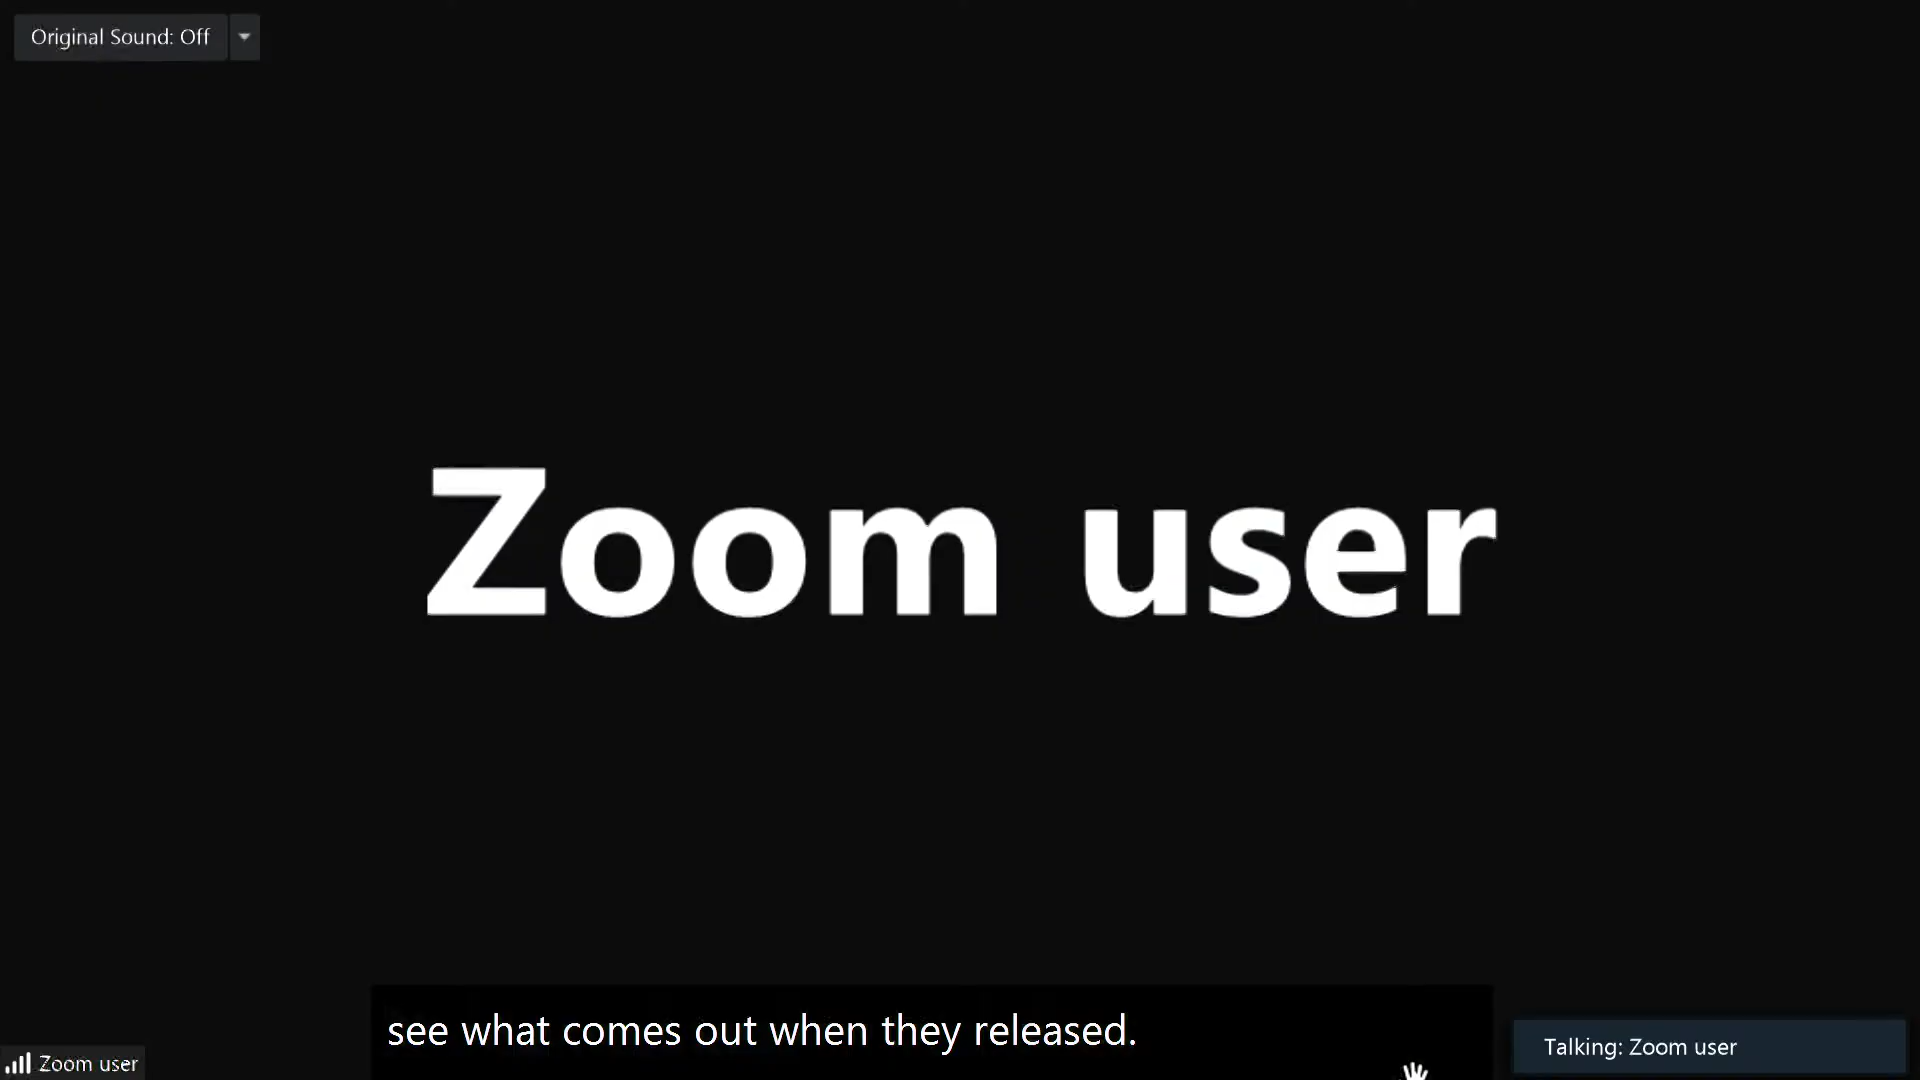 Original Sound: Off
Zoom user
see what comes out when they released.
Talking: Zoom user
Zoom user